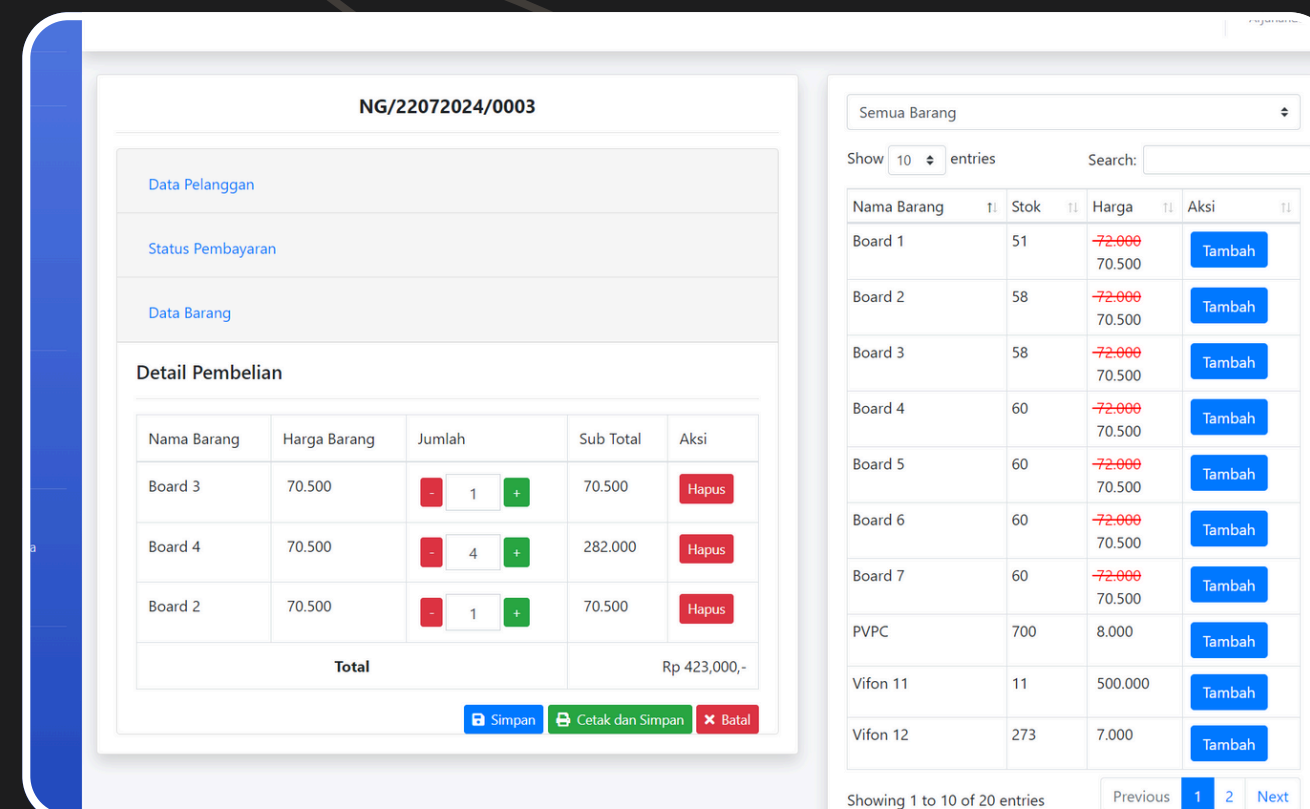 NG/22072024/0003
Data Pelanggan
Status Pembayaran
Data Barang
Detail Pembelian
Nama Barang Harga Barang Jumlah Sub Total Aksi
Board 3 70.500 - 1 + 70.500 Hapus
Board 4 70.500 - 4 + 282.000 Hapus
Board 2 70.500 - 1 + 70.500 Hapus
Total Rp 423,000,-
Simpan Cetak dan Simpan Batal
a
Semua Barang
Show 10 entries Search:
Nama Barang Stok Harga Aksi
Board 1 51 72.000 Tambah
70.500
Board 2 58 72.000 Tambah
70.500
Board 3 58 72.000 Tambah
70.500
Board 4 60 72.000 Tambah
70.500
Board 5 60 72.000 Tambah
70.500
Board 6 60 72.000 Tambah
70.500
Board 7 60 72.000 Tambah
70.500
PVPC 700 8.000 Tambah
Vifon 11 11 500.000 Tambah
Vifon 12 273 7.000 Tambah
Showing 1 to 10 of 20 entries Previous 1 2 Next